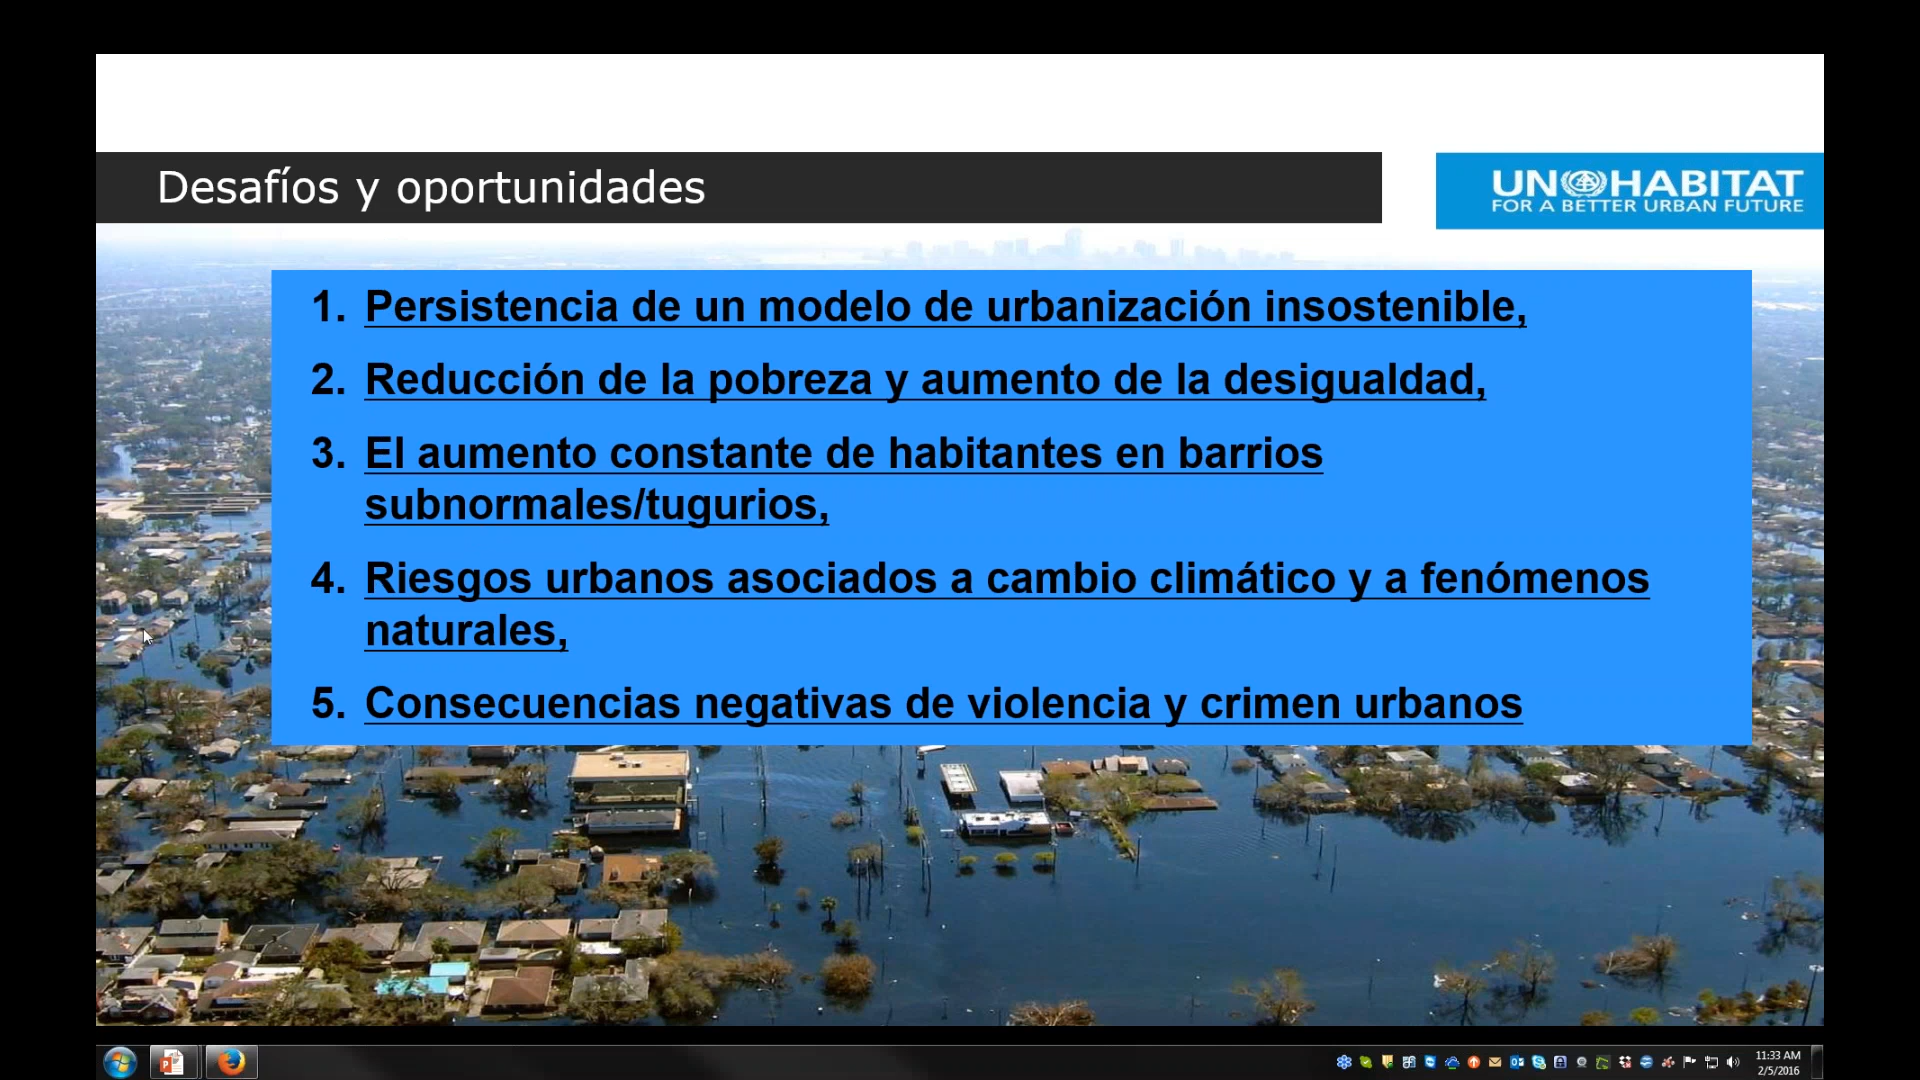 Desafíos y oportunidades
UN HABITAT
FOR A BETTER URBAN FUTURE
1. Persistencia de un modelo de urbanización insostenible,
2. Reducción de la pobreza y aumento de la desigualdad,
3. El aumento constante de habitantes en barrios
subnormales/tugurios,
4. Riesgos urbanos asociados a cambio climático y a fenómenos
naturales,
5. Consecuencias negativas de violencia y crimen urbanos
11:33 AM
2/5/2016